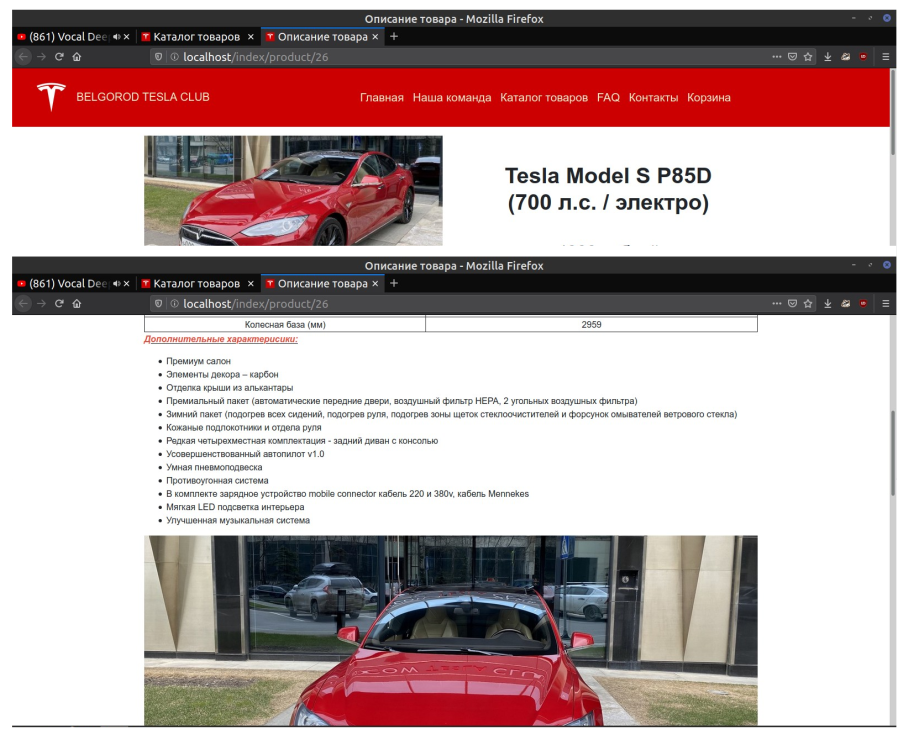 Описание товара - Mozilla Firefox
(861) Vocal Dee
Каталог товаров
Описание товара
localhost/index/product/26
BELGOROD TESLA CLUB
Главная Наша команда Каталог товаров FAQ Контакты Корзина
Tesla Model S P85D
(700 л.с. / электро)
Описание товара - Mozilla Firefox
(861) Vocal Dee
Каталог товаров
Описание товара
localhost/index/product/26
Колесная база (мм) 2959
Дополнительные характерисики:
Премиум салон
Элементы декора – карбон
Отделка крыши из алькантары
Премиальный пакет (автоматические передние двери, воздушный фильтр HEPA, 2 угольных воздушных фильтра)
Зимний пакет (подогрев всех сидений, подогрев руля, подогрев зоны щеток стеклоочистителей и форсунок омывателей ветрового стекла)
Кожаные подлокотники и отдела руля
Редкая четырехместная комплектация - задний диван с консолью
Усовершенствованный автопилот v1.0
Умная пневмоподвеска
Противоугонная система
В комплекте зарядное устройство mobile connector кабель 220 и 380v, кабель Mennekes
Мягкая LED подсветка интерьера
Улучшенная музыкальная система